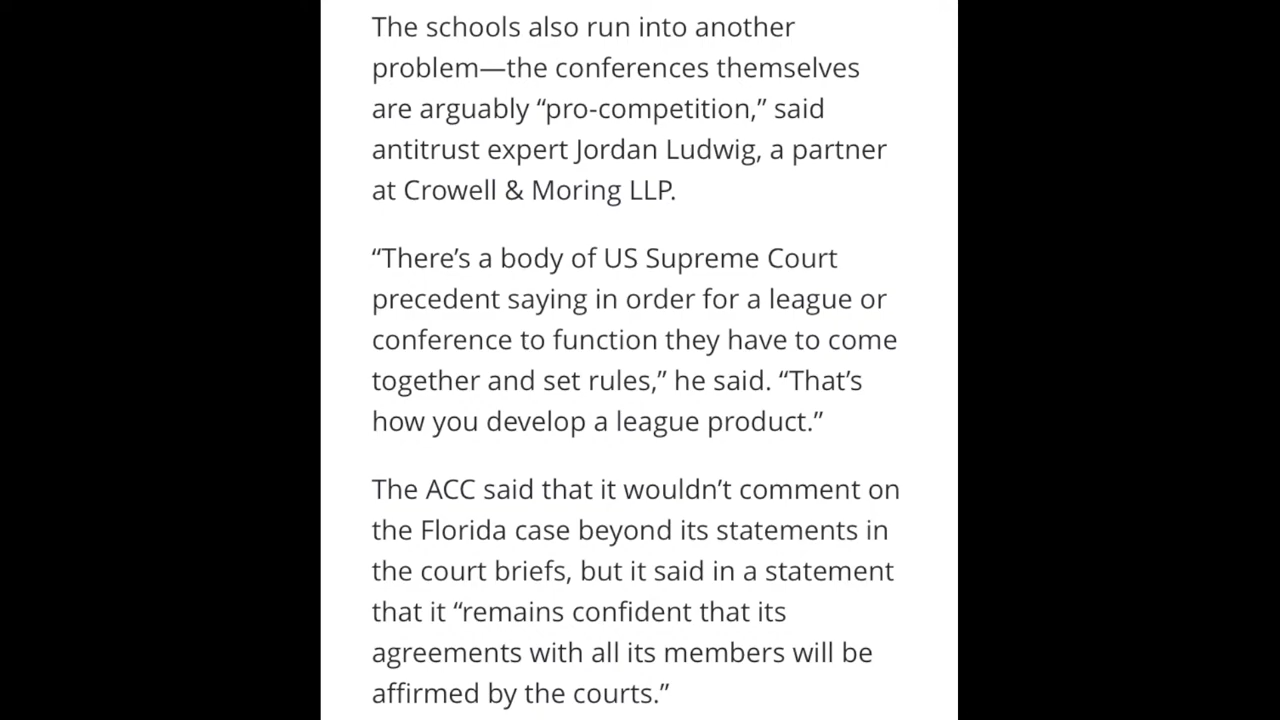 The schools also run into another
problem—the conferences themselves
are arguably “pro-competition,” said
antitrust expert Jordan Ludwig, a partner
at Crowell & Moring LLP.
“There’s a body of US Supreme Court
precedent saying in order for a league or
conference to function they have to come
together and set rules,” he said. “That’s
how you develop a league product.”
The ACC said that it wouldn’t comment on
the Florida case beyond its statements in
the court briefs, but it said in a statement
that it “remains confident that its
agreements with all its members will be
affirmed by the courts.”